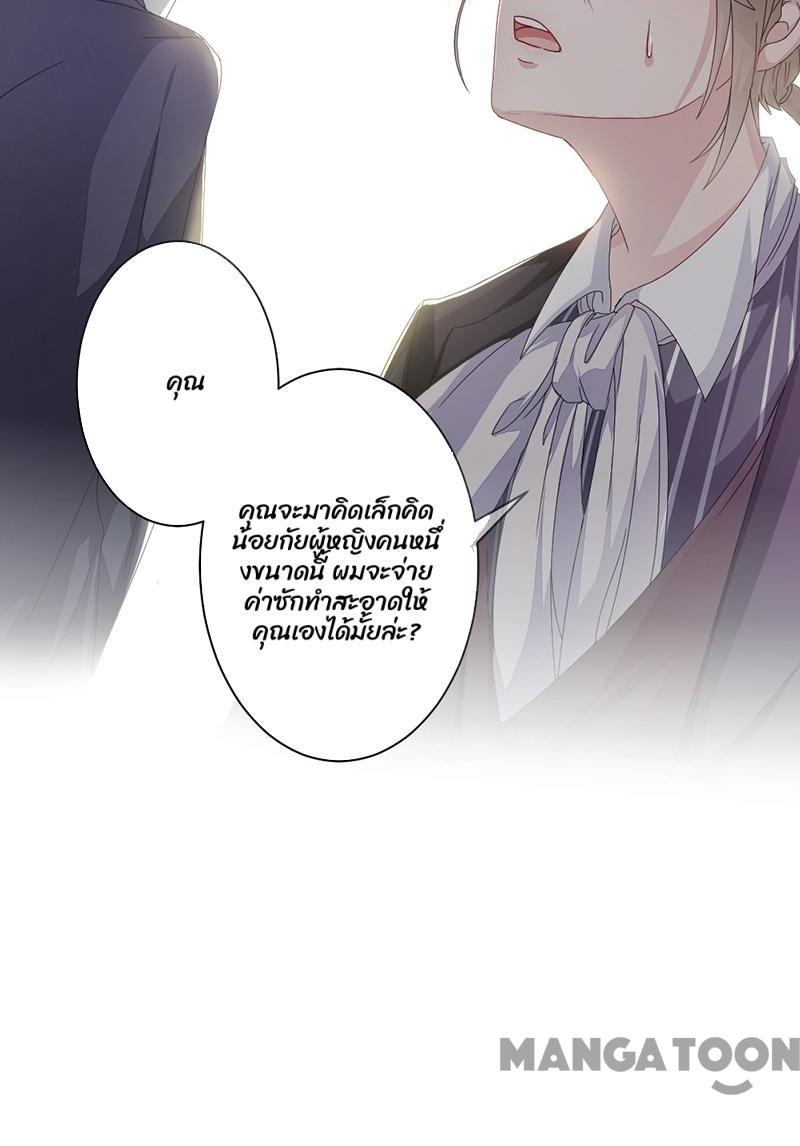 คุณ
คุณจะมาคิดเล็กคิด
น้อยกับผู้หญิงคนหนึ่
งขนาดนี้ ผมจะจ่าย
ค่าซักทำสะอาดให้
คุณเองได้มั้ยล่ะ?
MANGATOON